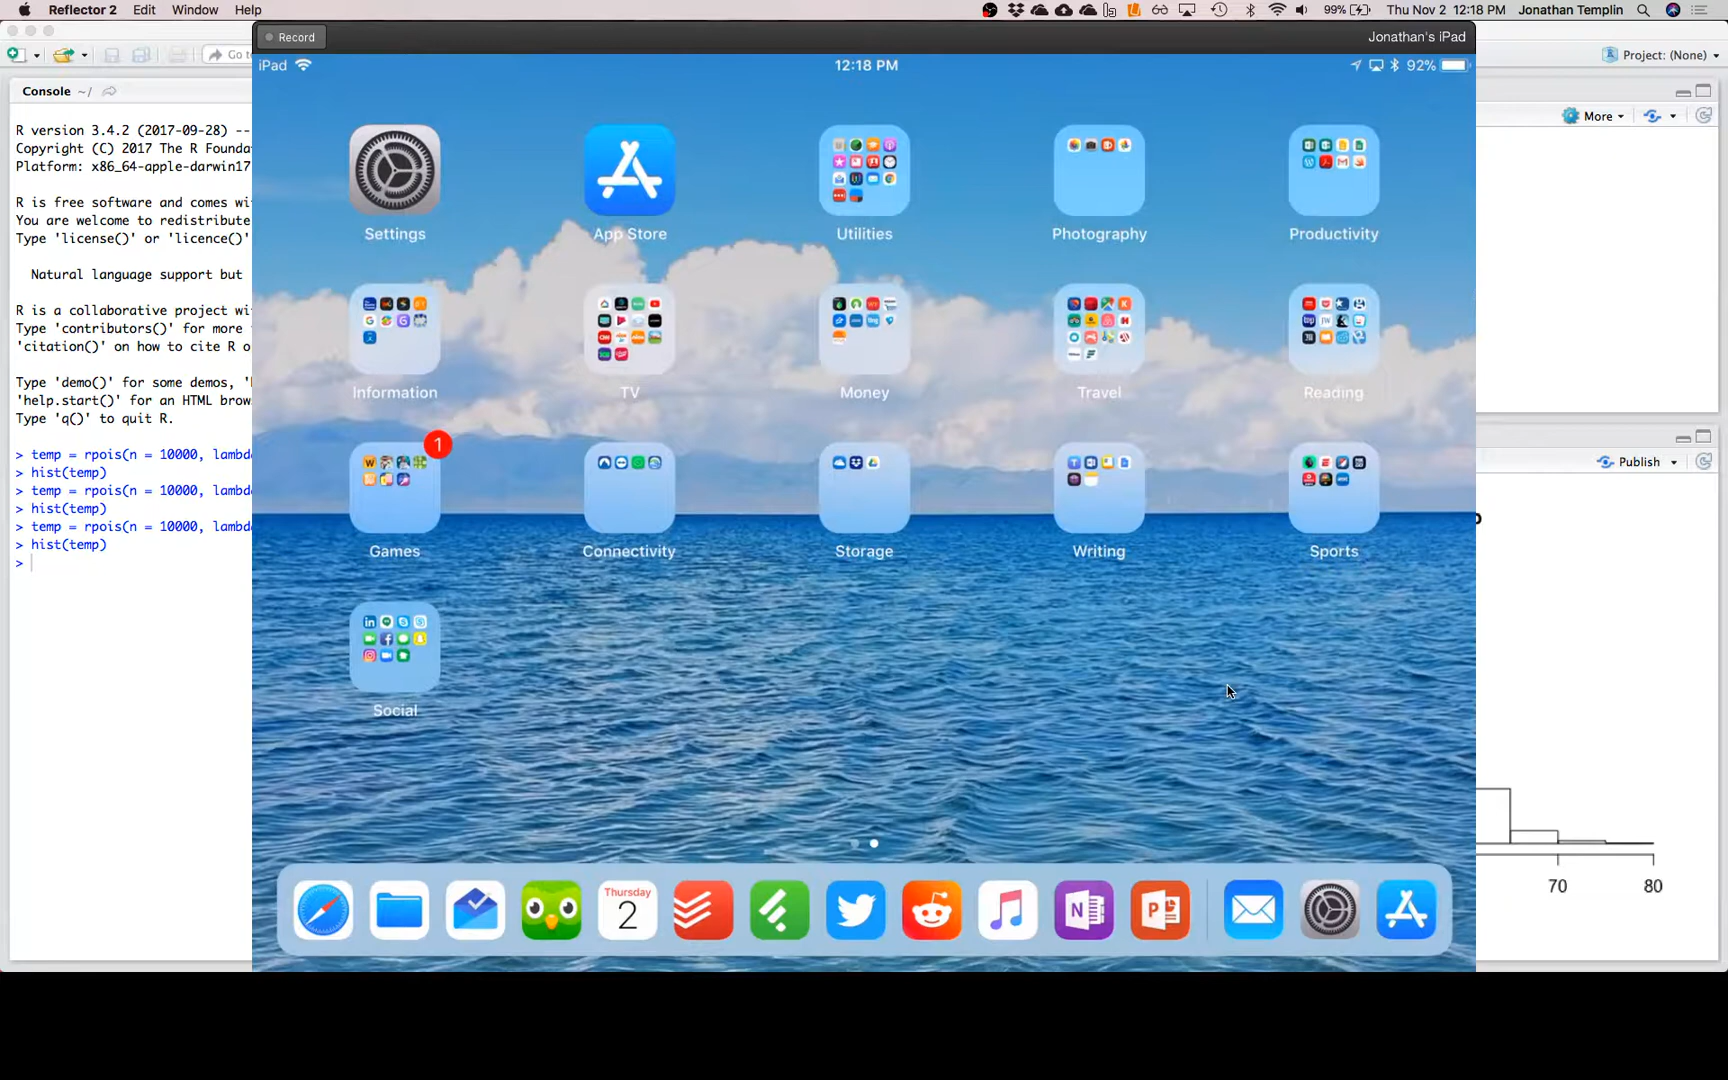 Reflector 2 Edit Window Help
99% Thu Nov 2 12:18 PM Jonathan Templin
Record
Jonathan's iPad
Go to
Project: (None)
iPad
12:18 PM
92%
Console ~/
More
R version 3.4.2 (2017-09-28) --
Copyright (C) 2017 The R Founda
Platform: x86_64-apple-darwin17
R is free software and comes wi
You are welcome to redistribute
Type 'license()' or 'licence()'
Natural language support but
R is a collaborative project wi
Type 'contributors()' for more
'citation()' on how to cite R o
Type 'demo()' for some demos, '
'help.start()' for an HTML brow
Type 'q()' to quit R.
> temp = rpois(n = 10000, lambd
> hist(temp)
> temp = rpois(n = 10000, lambd
> hist(temp)
> temp = rpois(n = 10000, lambd
> hist(temp)
>
Settings
App Store
Utilities
Photography
Productivity
Information
TV
Money
Travel
Reading
1
Games
Connectivity
Storage
Writing
Sports
Social
Publish
p
70
80
Thursday
2
N
P